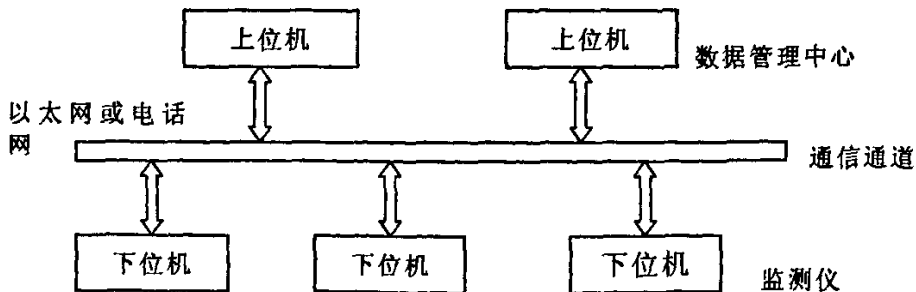 上位机
上位机
数据管理中心
以太网或电话
网
通信通道
下位机
下位机
下位机
监测仪